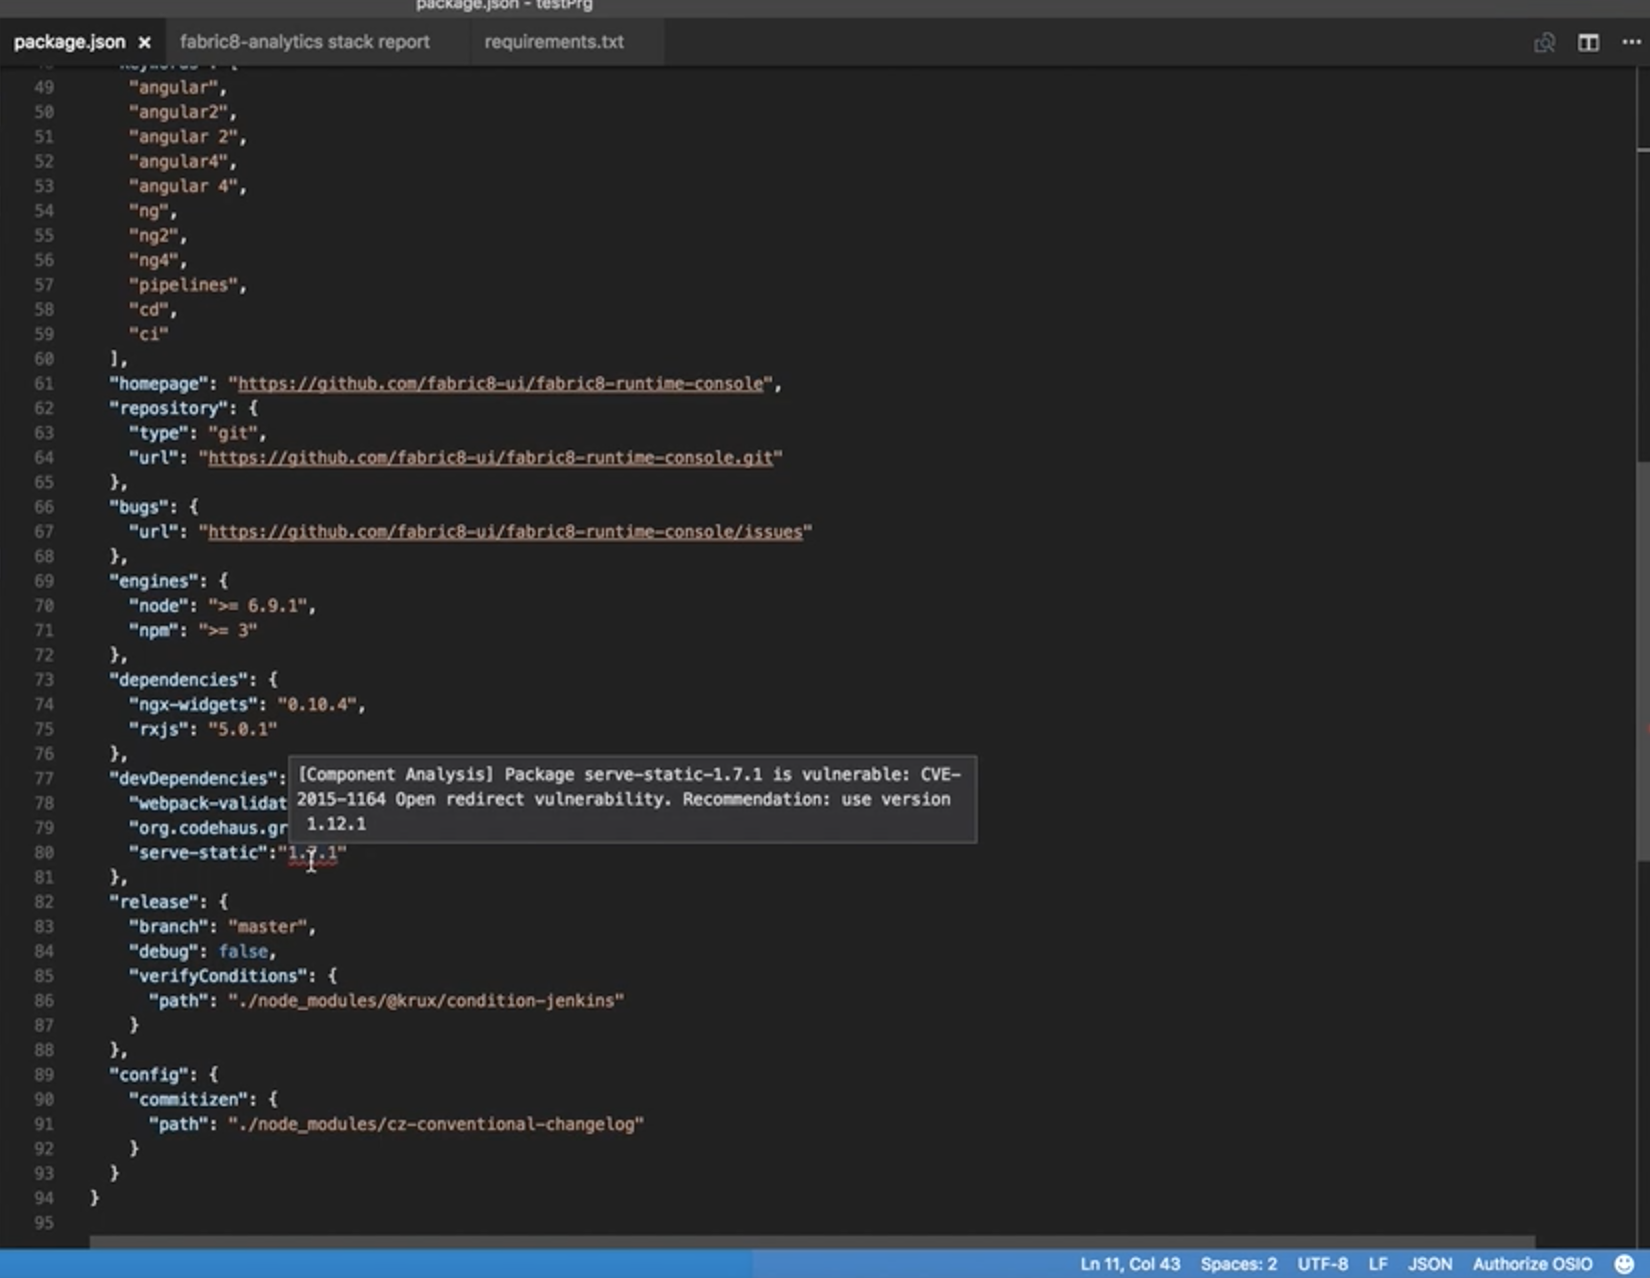 package.json - testPrg
package.json × fabric8-analytics stack report requirements.txt
49 "angular",
50 "angular2",
51 "angular 2",
52 "angular4",
53 "angular 4",
54 "ng",
55 "ng2",
56 "ng4",
57 "pipelines",
58 "cd",
59 "ci"
60 ],
61 "homepage": "https://github.com/fabric8-ui/fabric8-runtime-console",
62 "repository": {
63 "type": "git",
64 "url": "https://github.com/fabric8-ui/fabric8-runtime-console.git"
65 },
66 "bugs": {
67 "url": "https://github.com/fabric8-ui/fabric8-runtime-console/issues"
68 },
69 "engines": {
70 "node": ">= 6.9.1",
71 "npm": ">= 3"
72 },
73 "dependencies": {
74 "ngx-widgets": "0.10.4",
75 "rxjs": "5.0.1"
76 },
77 "devDependencies":
78 "webpack-validat
79 "org.codehaus.gr
[Component Analysis] Package serve-static-1.7.1 is vulnerable: CVE-
2015-1164 Open redirect vulnerability. Recommendation: use version
1.12.1
80 "serve-static":"1.7.1"
81 },
82 "release": {
83 "branch": "master",
84 "debug": false,
85 "verifyConditions": {
86 "path": "./node_modules/@krux/condition-jenkins"
87 }
88 },
89 "config": {
90 "commitizen": {
91 "path": "./node_modules/cz-conventional-changelog"
92 }
93 }
94 }
95
Ln 11, Col 43 Spaces: 2 UTF-8 LF JSON Authorize OSIO